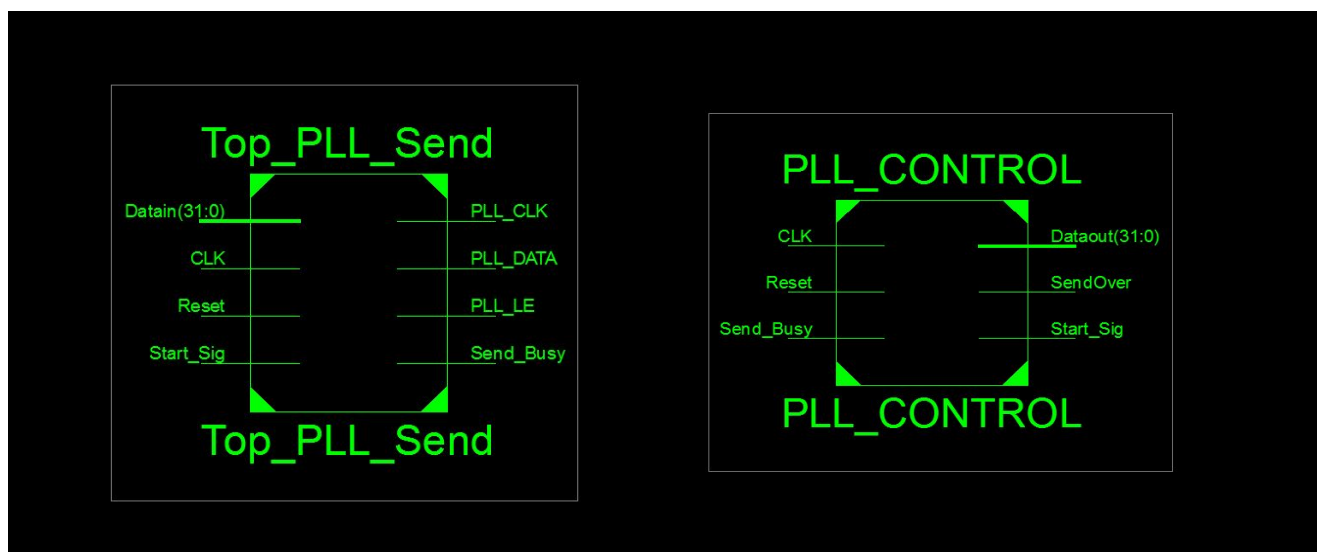 Top_PLL_Send
Datain(31:0)
CLK
Reset
Start_Sig
PLL_CLK
PLL_DATA
PLL_LE
Send_Busy
Top_PLL_Send
PLL_CONTROL
CLK
Reset
Send_Busy
Dataout(31:0)
SendOver
Start_Sig
PLL_CONTROL